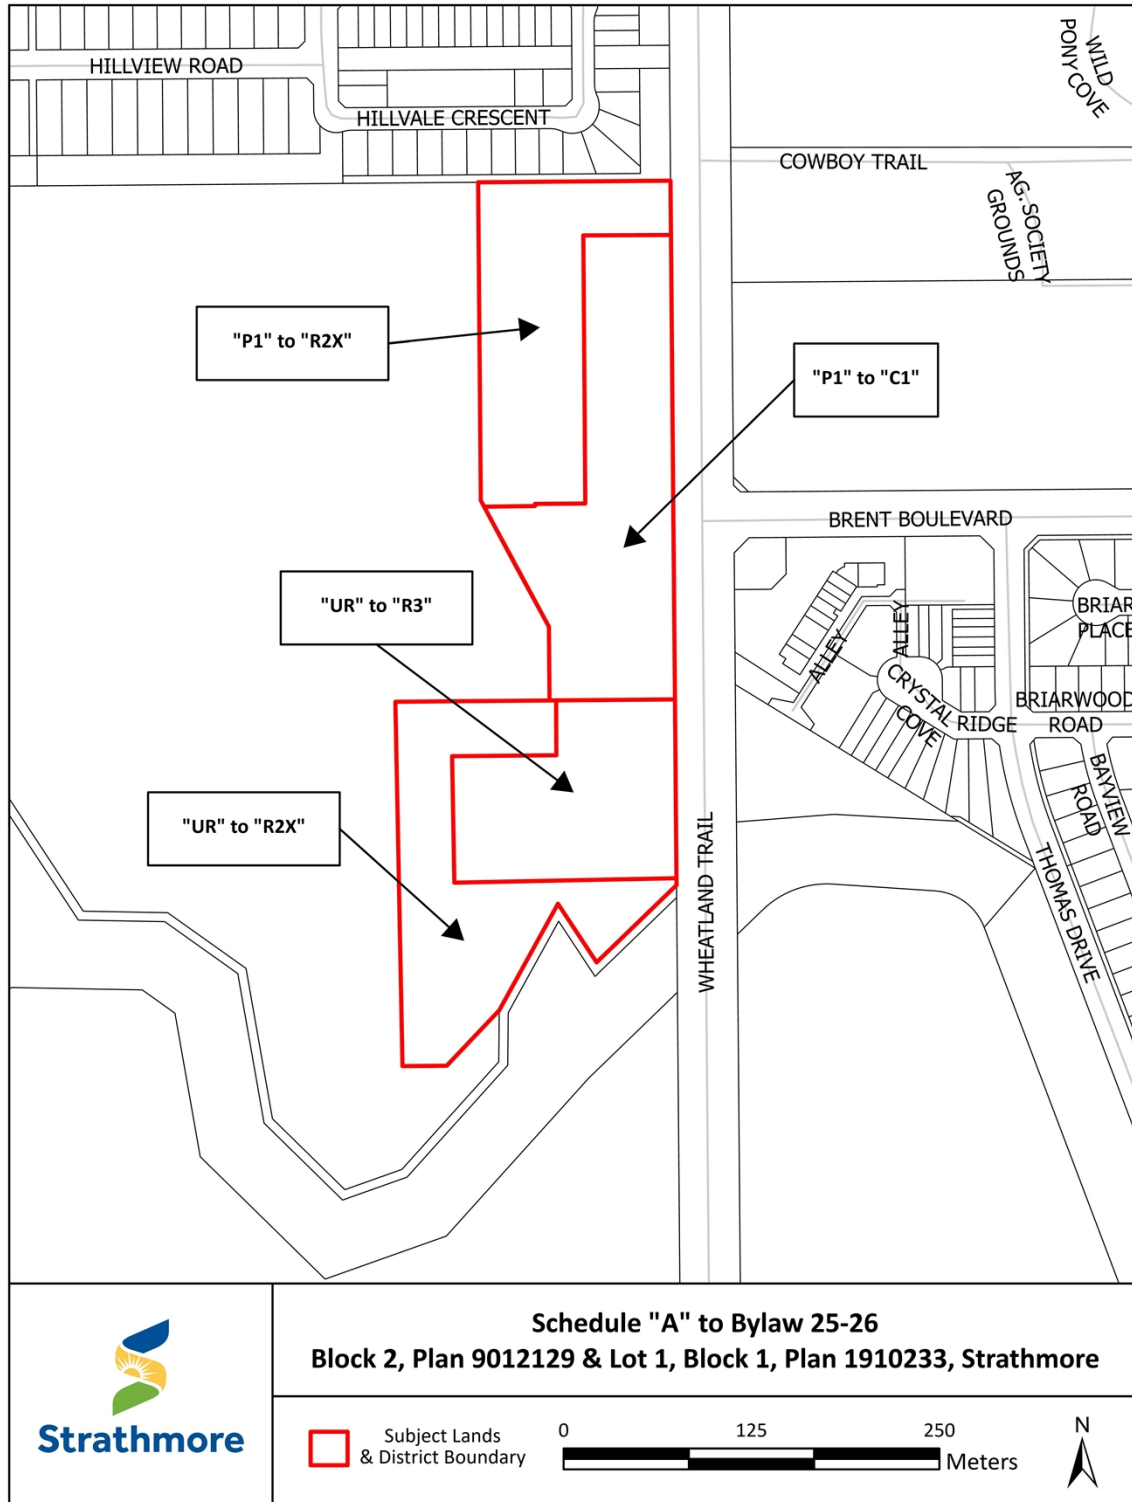 HILLVIEW ROAD
HILLVALE CRESCENT
WILD
PONY COVE
COWBOY TRAIL
AG. SOCIETY
GROUNDS
"P1" to "R2X"
"P1" to "C1"
BRENT BOULEVARD
"UR" to "R3"
BRIAR
PLACE
ALLEY
ALLEY
CRYSTAL RIDGE
COVE
BRIARWOOD
ROAD
BAYVIEW
ROAD
"UR" to "R2X"
WHEATLAND TRAIL
THOMAS DRIVE
Schedule "A" to Bylaw 25-26
Block 2, Plan 9012129 & Lot 1, Block 1, Plan 1910233, Strathmore
Strathmore
Subject Lands
& District Boundary
0 125 250
Meters
N